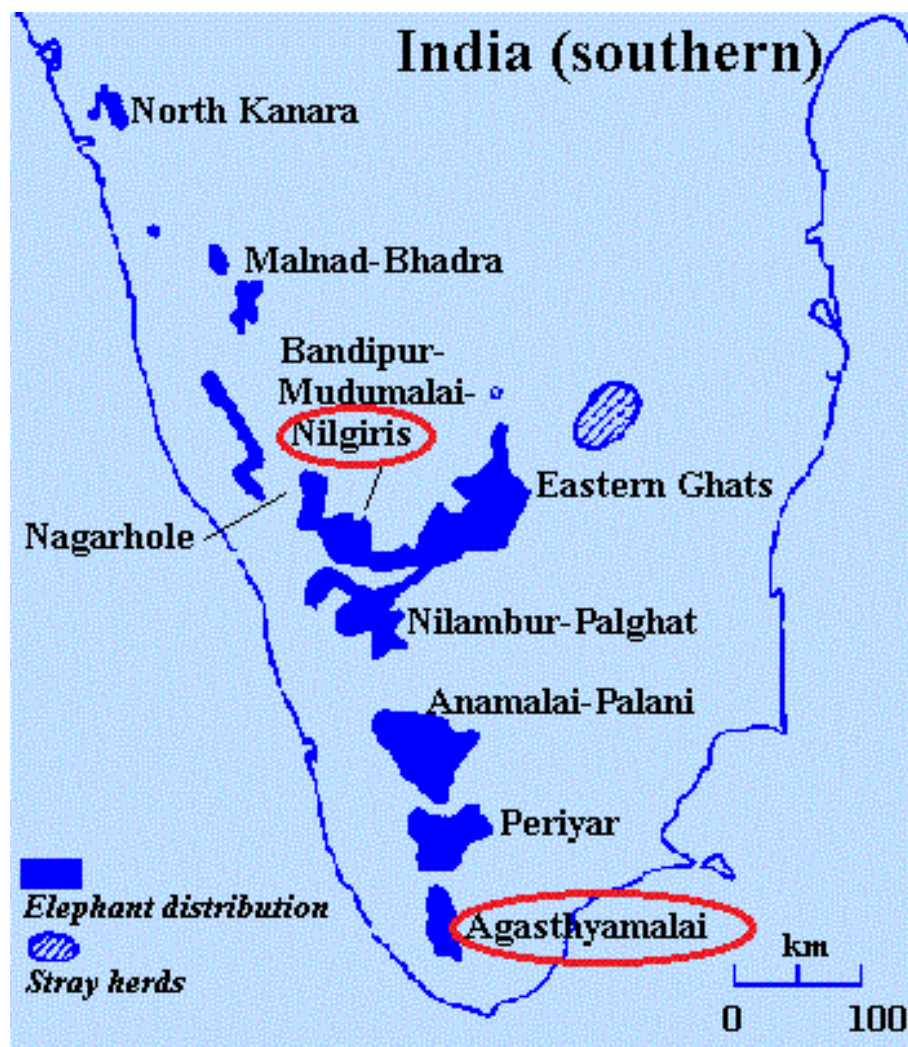 India (southern)
North Kanara
Malnad-Bhadra
Bandipur-
Mudumalai-
Nilgiris
Eastern Ghats
Nagarhole
Nilambur-Palghat
Anamalai-Palani
Periyar
Elephant distribution
Agasthyamalai
km
Stray herds
0 100